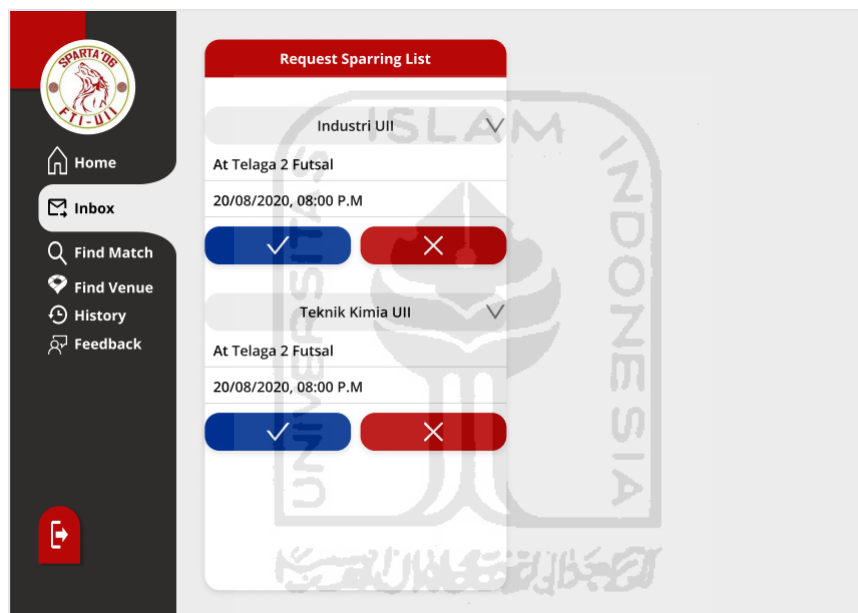 SPARTA'06
FTI-UII
Home
Inbox
Find Match
Find Venue
History
Feedback
Request Sparring List
Industri UII
At Telaga 2 Futsal
20/08/2020, 08:00 P.M
Teknik Kimia UII
At Telaga 2 Futsal
20/08/2020, 08:00 P.M
UNIVERSITAS
ISLAM
INDONESIA